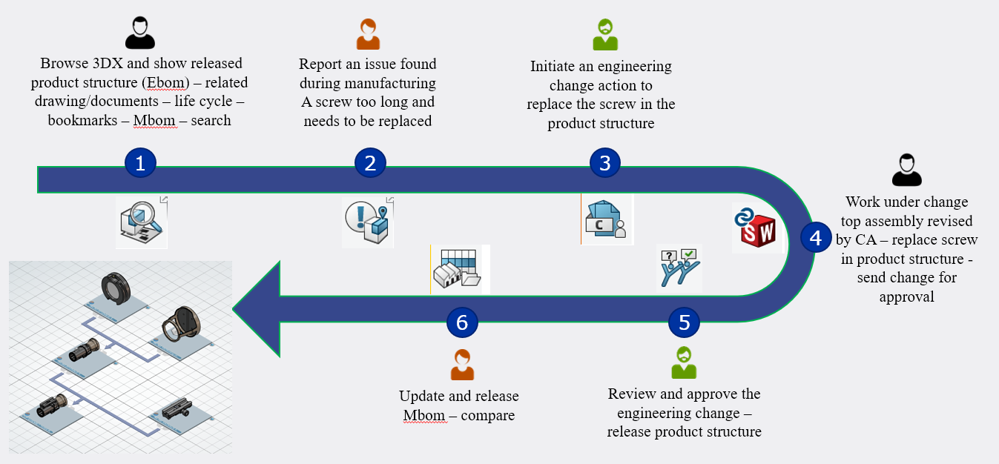 Browse 3DX and show released
product structure (Ebom) – related
drawing/documents – life cycle –
bookmarks – Mbom – search
Report an issue found
during manufacturing
A screw too long and
needs to be replaced
Initiate an engineering
change action to
replace the screw in the
product structure
1
2
3
C
S W
4
Work under change
top assembly revised
by CA – replace screw
in product structure -
send change for
approval
?
6
5
Update and release
Mbom – compare
Review and approve the
engineering change –
release product structure